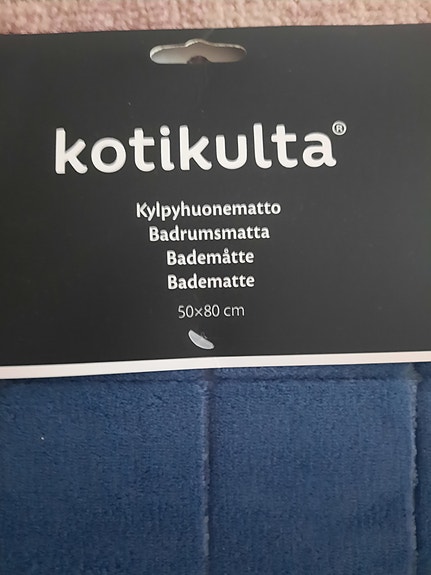 kotikulta®
Kylpyhuonematto
Badrumsmatta
Bademåtte
Badematte
50×80 cm